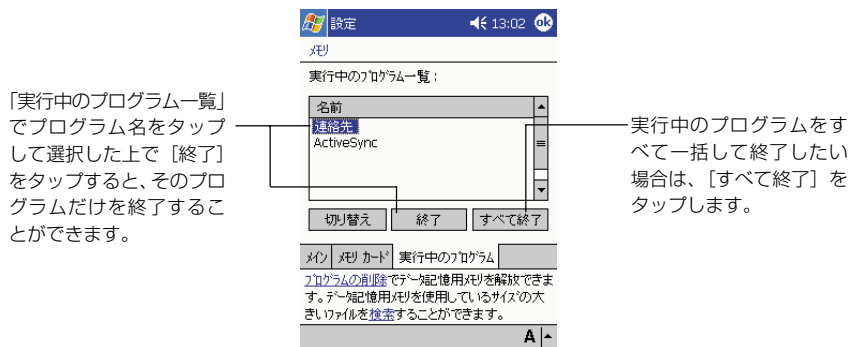 「実行中のプログラム一覧」
でプログラム名をタップ
して選択した上で［終了］
をタップすると、そのプロ
グラムだけを終了するこ
とができます。
設定 13:02 ok
メモリ
実行中のプログラム一覧：
名前
連絡先
ActiveSync
切り替え 終了 すべて終了
メイン メモリ カード 実行中のプログラム
プログラムの削除でデータ記憶用メモリを解放できま
す。データ記憶用メモリを使用しているサイズの大
きいファイルを検索することができます。
A
実行中のプログラムをす
べて一括して終了したい
場合は、［すべて終了］を
タップします。